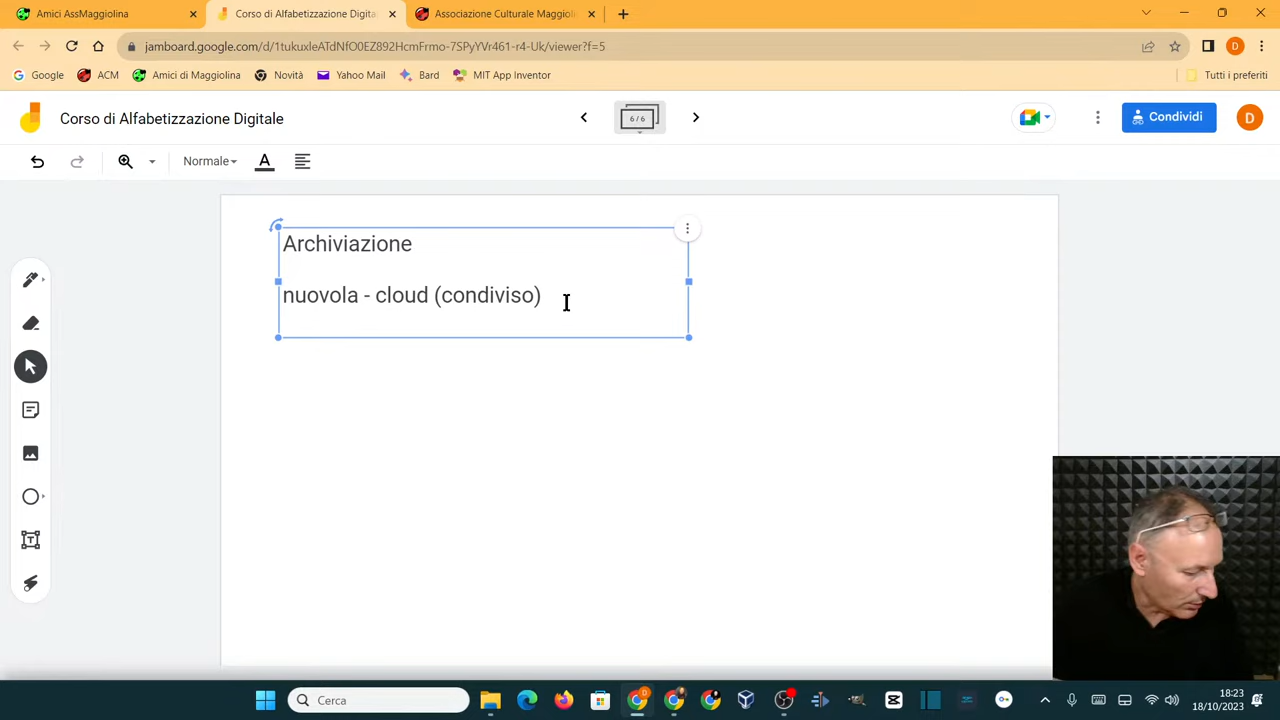 Amici AssMaggiolina
Corso di Alfabetizzazione Digita
Associazione Culturale Maggiolin
jamboard.google.com/d/1tukuxleATdNfO0EZ892HcmFrmo-7SPyYVr461-r4-Uk/viewer?f=5
Google
ACM
Amici di Maggiolina
Novità
Yahoo Mail
Bard
MIT App Inventor
Tutti i preferiti
Corso di Alfabetizzazione Digitale
6 / 6
Condividi
D
Normale
Archiviazione
nuovola - cloud (condiviso)
Cerca
18:23
18/10/2023